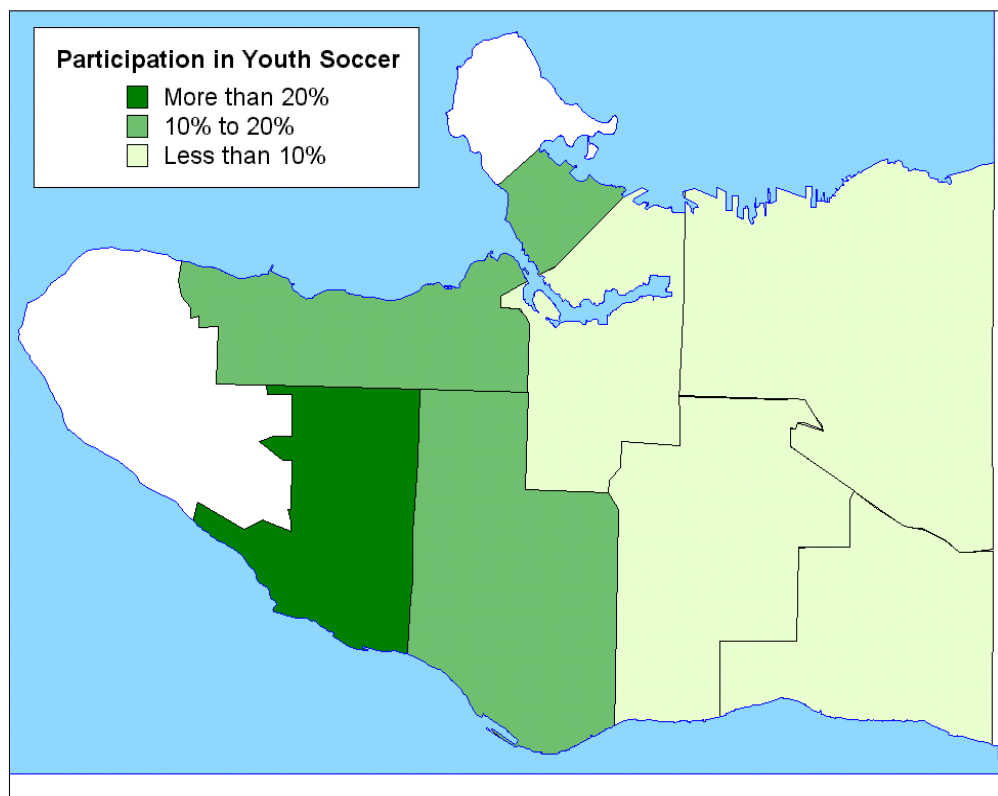 Participation in Youth Soccer
More than 20%
10% to 20%
Less than 10%